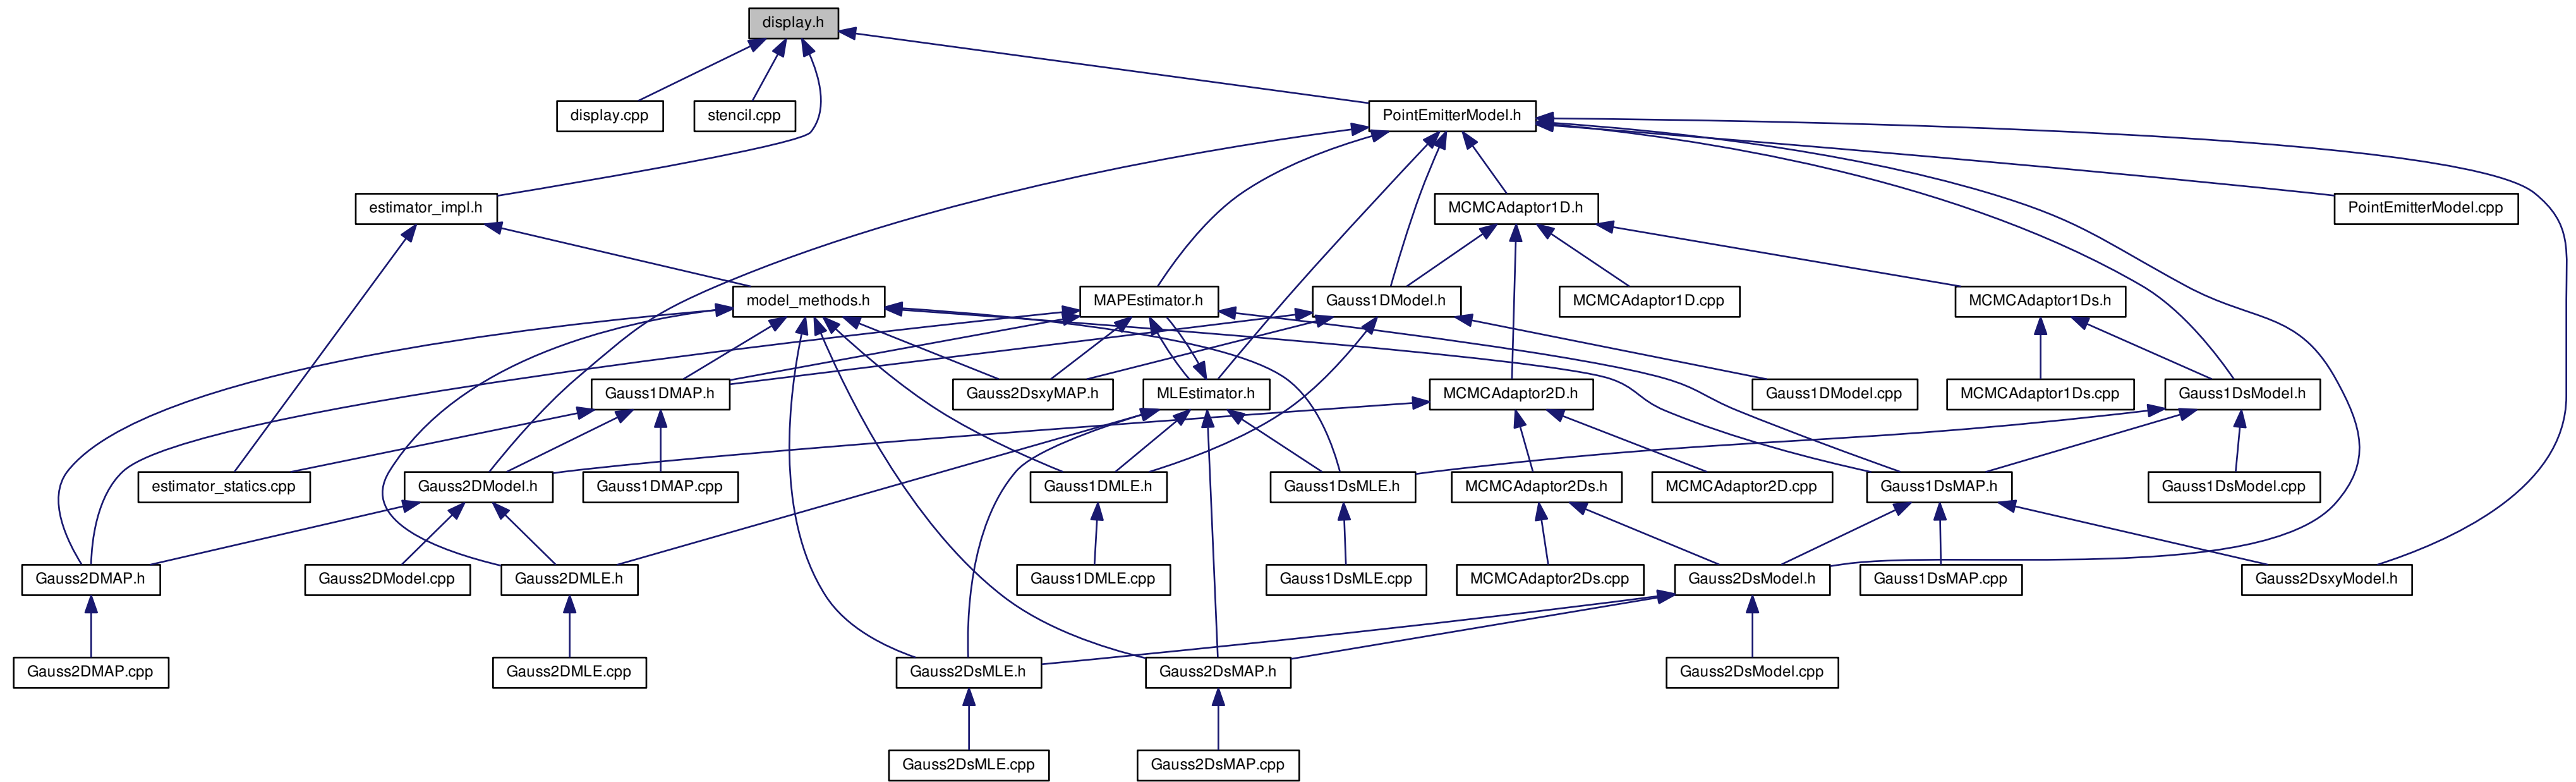 display.h
display.cpp
stencil.cpp
PointEmitterModel.h
estimator_impl.h
MCMCAdaptor1D.h
PointEmitterModel.cpp
model_methods.h
MAPEstimator.h
Gauss1DModel.h
MCMCAdaptor1D.cpp
MCMCAdaptor1Ds.h
Gauss1DMAP.h
Gauss2DsxyMAP.h
MLEstimator.h
MCMCAdaptor2D.h
Gauss1DModel.cpp
MCMCAdaptor1Ds.cpp
Gauss1DsModel.h
estimator_statics.cpp
Gauss2DModel.h
Gauss1DMAP.cpp
Gauss1DMLE.h
Gauss1DsMLE.h
MCMCAdaptor2Ds.h
MCMCAdaptor2D.cpp
Gauss1DsMAP.h
Gauss1DsModel.cpp
Gauss2DMAP.h
Gauss2DModel.cpp
Gauss2DMLE.h
Gauss1DMLE.cpp
Gauss1DsMLE.cpp
MCMCAdaptor2Ds.cpp
Gauss2DsModel.h
Gauss1DsMAP.cpp
Gauss2DsxyModel.h
Gauss2DMAP.cpp
Gauss2DMLE.cpp
Gauss2DsMLE.h
Gauss2DsMAP.h
Gauss2DsModel.cpp
Gauss2DsMLE.cpp
Gauss2DsMAP.cpp